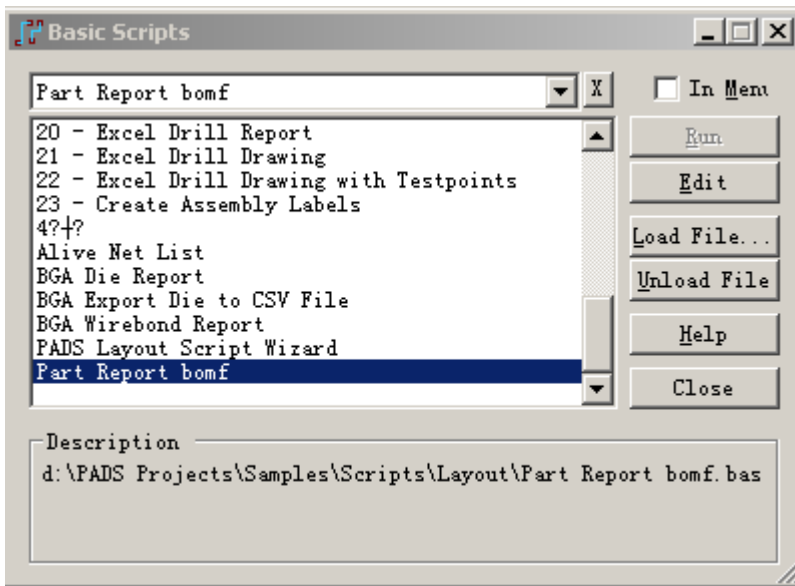 Basic Scripts
Part Report bomf
X
In Menu
20 - Excel Drill Report
21 - Excel Drill Drawing
22 - Excel Drill Drawing with Testpoints
23 - Create Assembly Labels
4?┼?
Alive Net List
BGA Die Report
BGA Export Die to CSV File
BGA Wirebond Report
PADS Layout Script Wizard
Part Report bomf
Run
Edit
Load File...
Unload File
Help
Close
Description
d:\PADS Projects\Samples\Scripts\Layout\Part Report bomf.bas